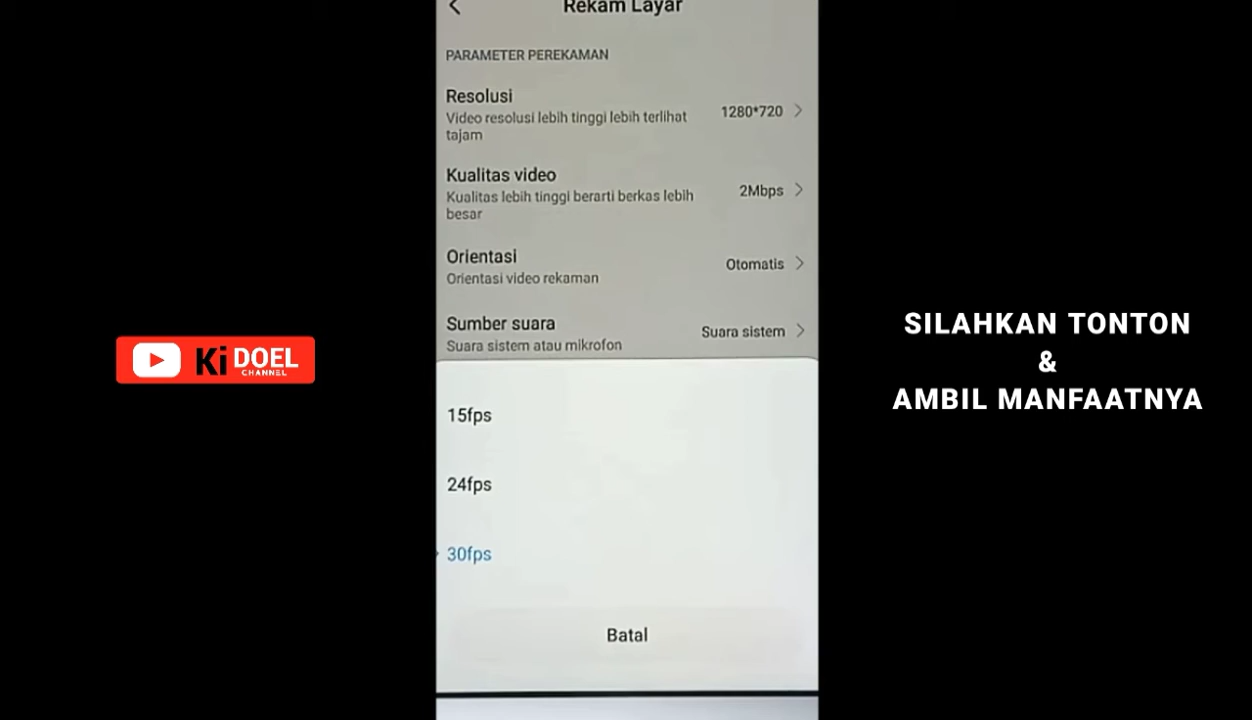 Rekam Layar
PARAMETER PEREKAMAN
Resolusi
Video resolusi lebih tinggi lebih terlihat
tajam
1280*720
Kualitas video
Kualitas lebih tinggi berarti berkas lebih
besar
2Mbps
Orientasi
Orientasi video rekaman
Otomatis
Sumber suara
Suara sistem atau mikrofon
Suara sistem
15fps
24fps
30fps
Batal
Ki DOEL
CHANNEL
SILAHKAN TONTON
&
AMBIL MANFAATNYA